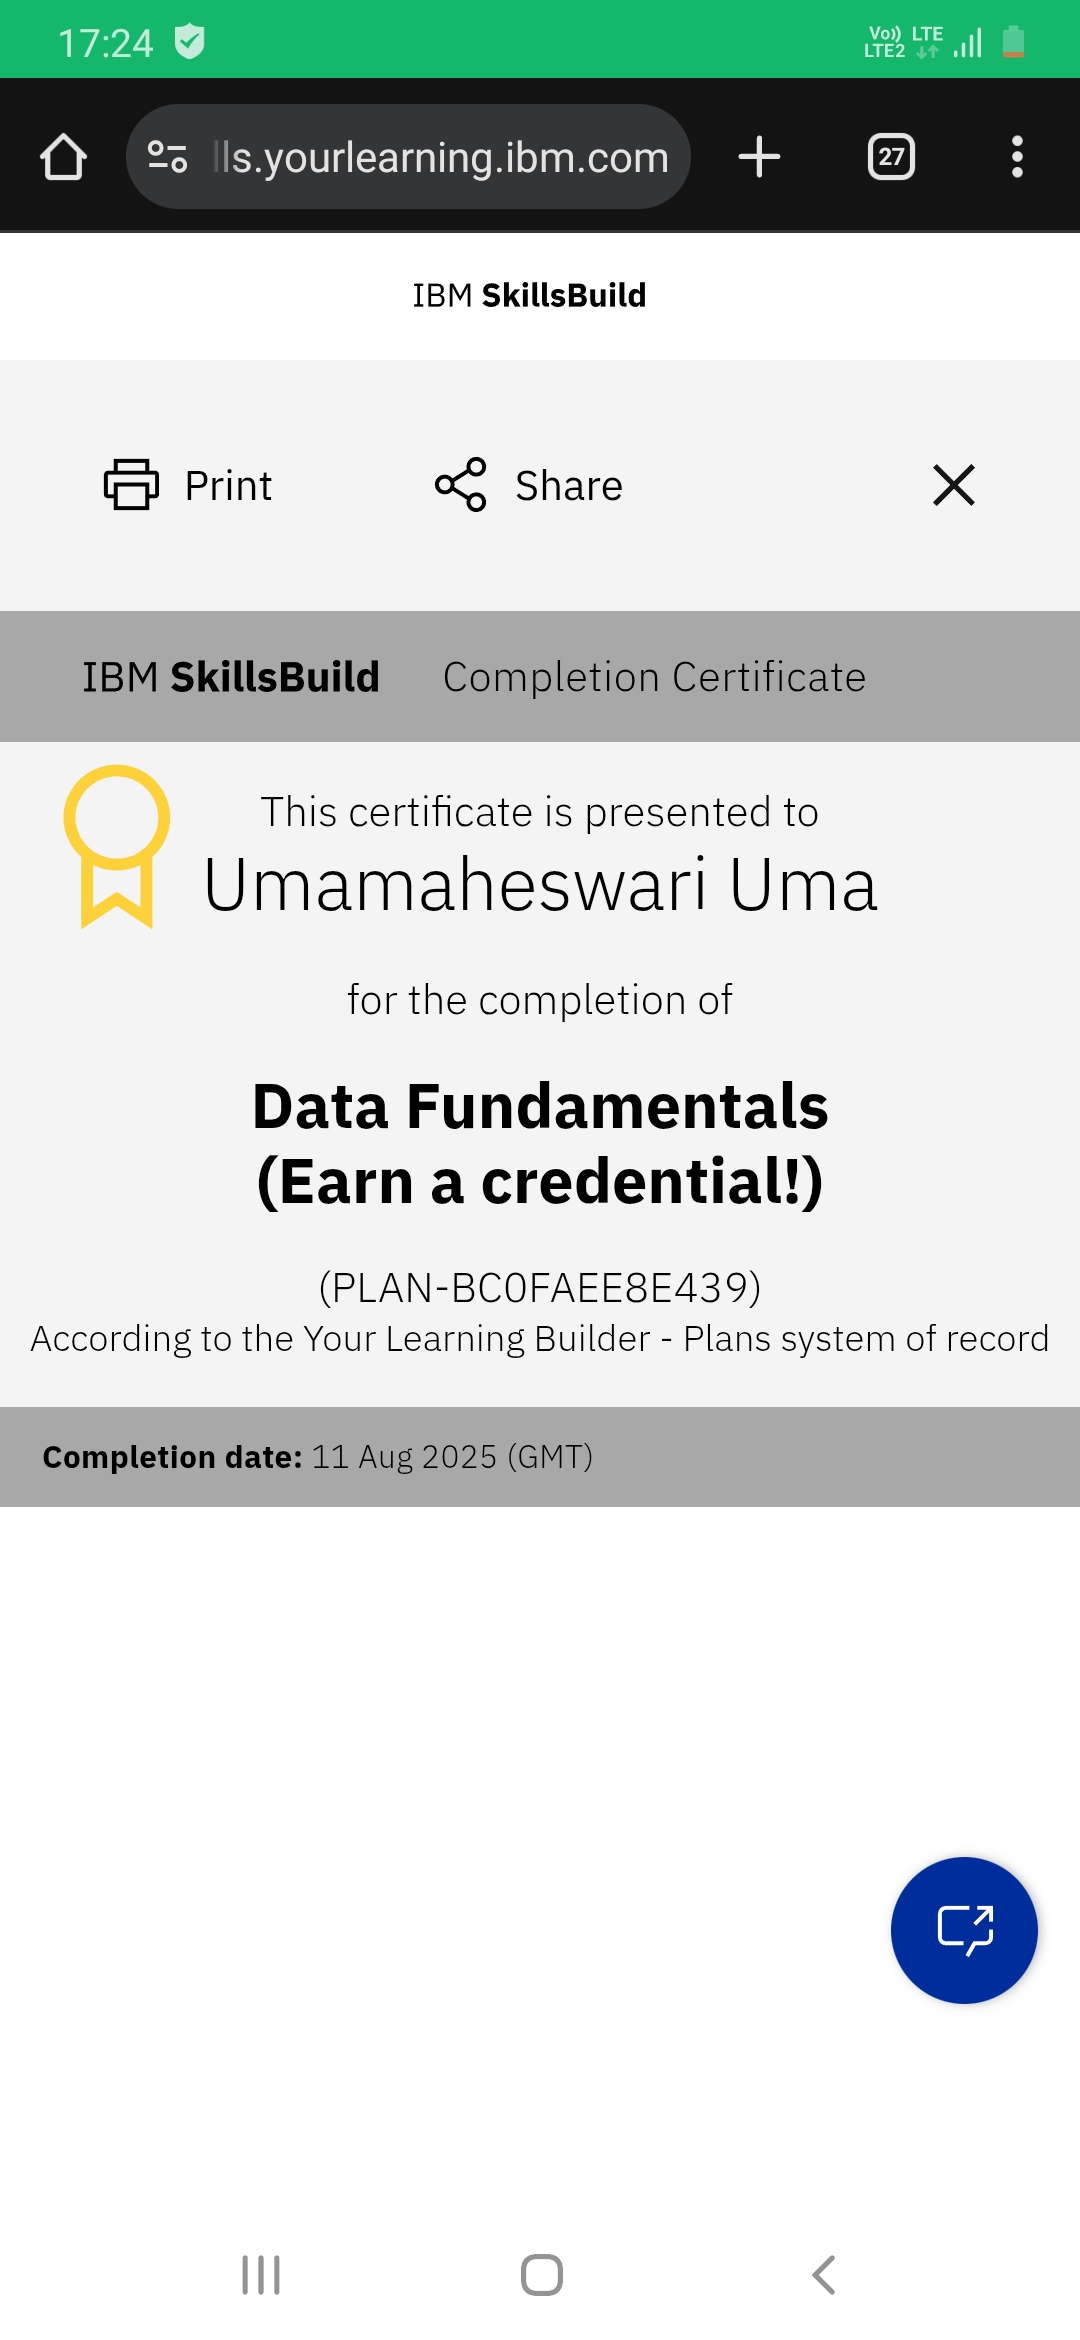 17:24
Vo)) LTE
LTE2
lls.yourlearning.ibm.com
27
IBM SkillsBuild
Print
Share
IBM SkillsBuild Completion Certificate
This certificate is presented to
Umamaheswari Uma
for the completion of
Data Fundamentals
(Earn a credential!)
(PLAN-BC0FAEE8E439)
According to the Your Learning Builder - Plans system of record
Completion date: 11 Aug 2025 (GMT)